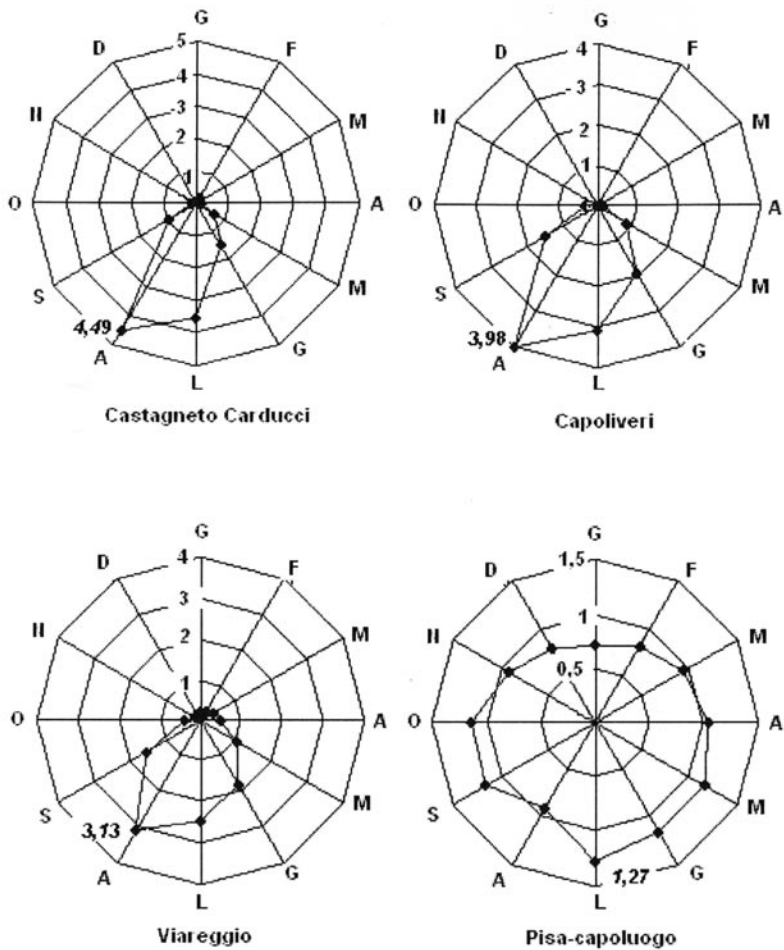 G
D
5
F
N
4
M
3
2
1
O
A
S
M
4,49
A
G
L
Castagneto Carducci
G
D
4
F
N
3
M
2
1
O
A
S
M
3,98
A
G
L
Capoliveri
G
D
4
F
N
3
M
2
1
O
A
S
M
3,13
A
G
L
Viareggio
G
D
1,5
F
N
1
M
0,5
O
A
S
M
A
1,27
G
L
Pisa-capoluogo